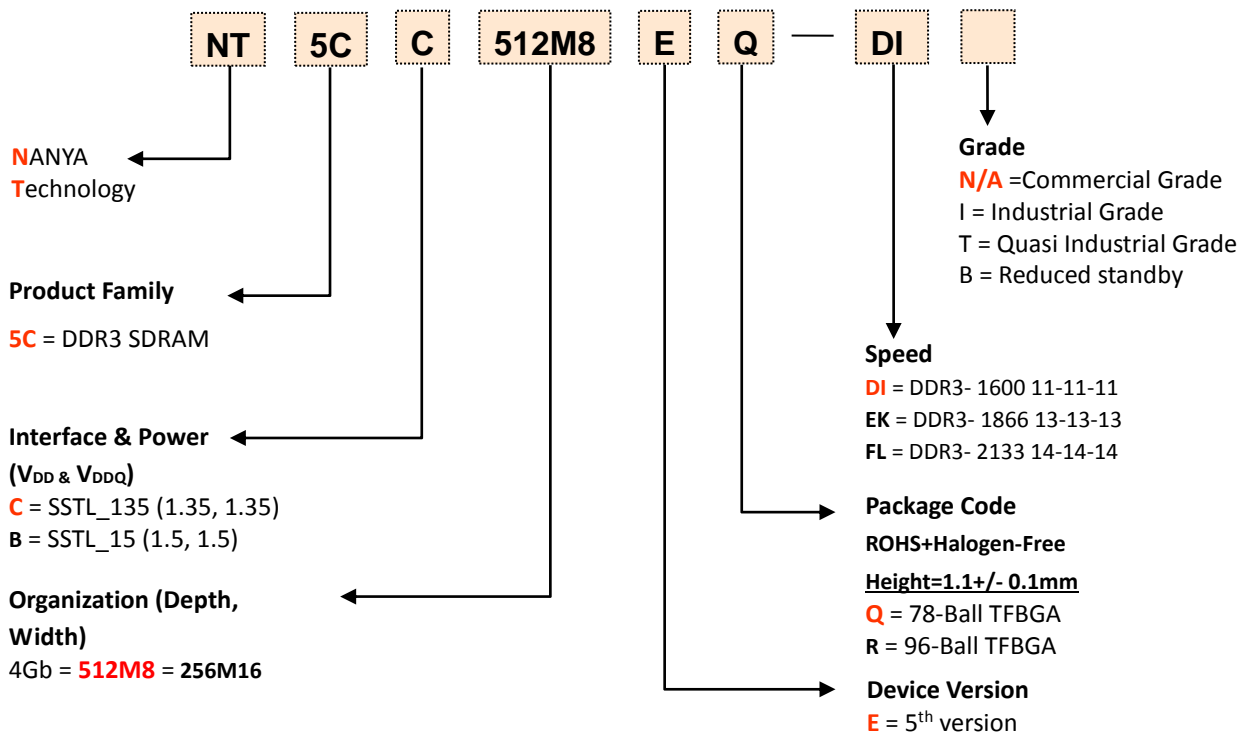 NT 5C C 512M8 E Q — DI
NANYA
Technology
Product Family
5C = DDR3 SDRAM
Interface & Power
(VDD & VDDQ)
C = SSTL_135 (1.35, 1.35)
B = SSTL_15 (1.5, 1.5)
Organization (Depth,
Width)
4Gb = 512M8 = 256M16
Grade
N/A =Commercial Grade
I = Industrial Grade
T = Quasi Industrial Grade
B = Reduced standby
Speed
DI = DDR3- 1600 11-11-11
EK = DDR3- 1866 13-13-13
FL = DDR3- 2133 14-14-14
Package Code
ROHS+Halogen-Free
Height=1.1+/- 0.1mm
Q = 78-Ball TFBGA
R = 96-Ball TFBGA
Device Version
E = 5th version